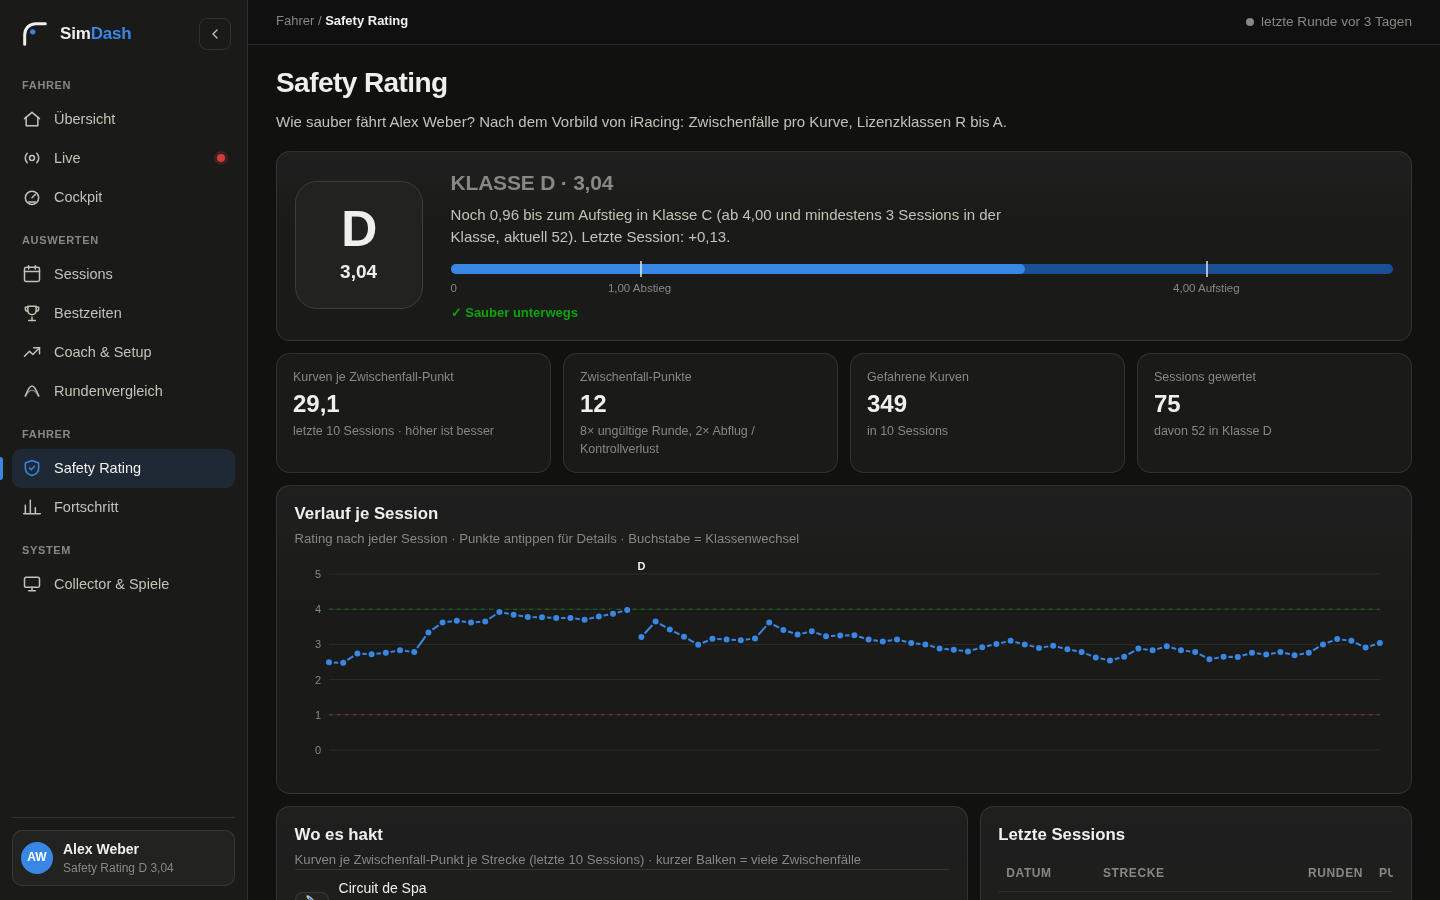 SimDash
FAHREN
Übersicht
Live
Cockpit
AUSWERTEN
Sessions
Bestzeiten
Coach & Setup
Rundenvergleich
FAHRER
Safety Rating
Fortschritt
SYSTEM
Collector & Spiele
AW
Alex Weber
Safety Rating D 3,04
Fahrer / Safety Rating
letzte Runde vor 3 Tagen
Safety Rating
Wie sauber fährt Alex Weber? Nach dem Vorbild von iRacing: Zwischenfälle pro Kurve, Lizenzklassen R bis A.
D
3,04
KLASSE D · 3,04
Noch 0,96 bis zum Aufstieg in Klasse C (ab 4,00 und mindestens 3 Sessions in der
Klasse, aktuell 52). Letzte Session: +0,13.
0
1,00 Abstieg
4,00 Aufstieg
✓ Sauber unterwegs
Kurven je Zwischenfall-Punkt
29,1
letzte 10 Sessions · höher ist besser
Zwischenfall-Punkte
12
8× ungültige Runde, 2× Abflug /
Kontrollverlust
Gefahrene Kurven
349
in 10 Sessions
Sessions gewertet
75
davon 52 in Klasse D
Verlauf je Session
Rating nach jeder Session · Punkte antippen für Details · Buchstabe = Klassenwechsel
D
5
4
3
2
1
0
Wo es hakt
Kurven je Zwischenfall-Punkt je Strecke (letzte 10 Sessions) · kurzer Balken = viele Zwischenfälle
Circuit de Spa
Letzte Sessions
DATUM STRECKE RUNDEN